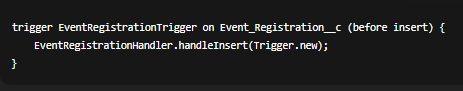 trigger EventRegistrationTrigger on Event_Registration__c (before insert) {
    EventRegistrationHandler.handleInsert(Trigger.new);
}